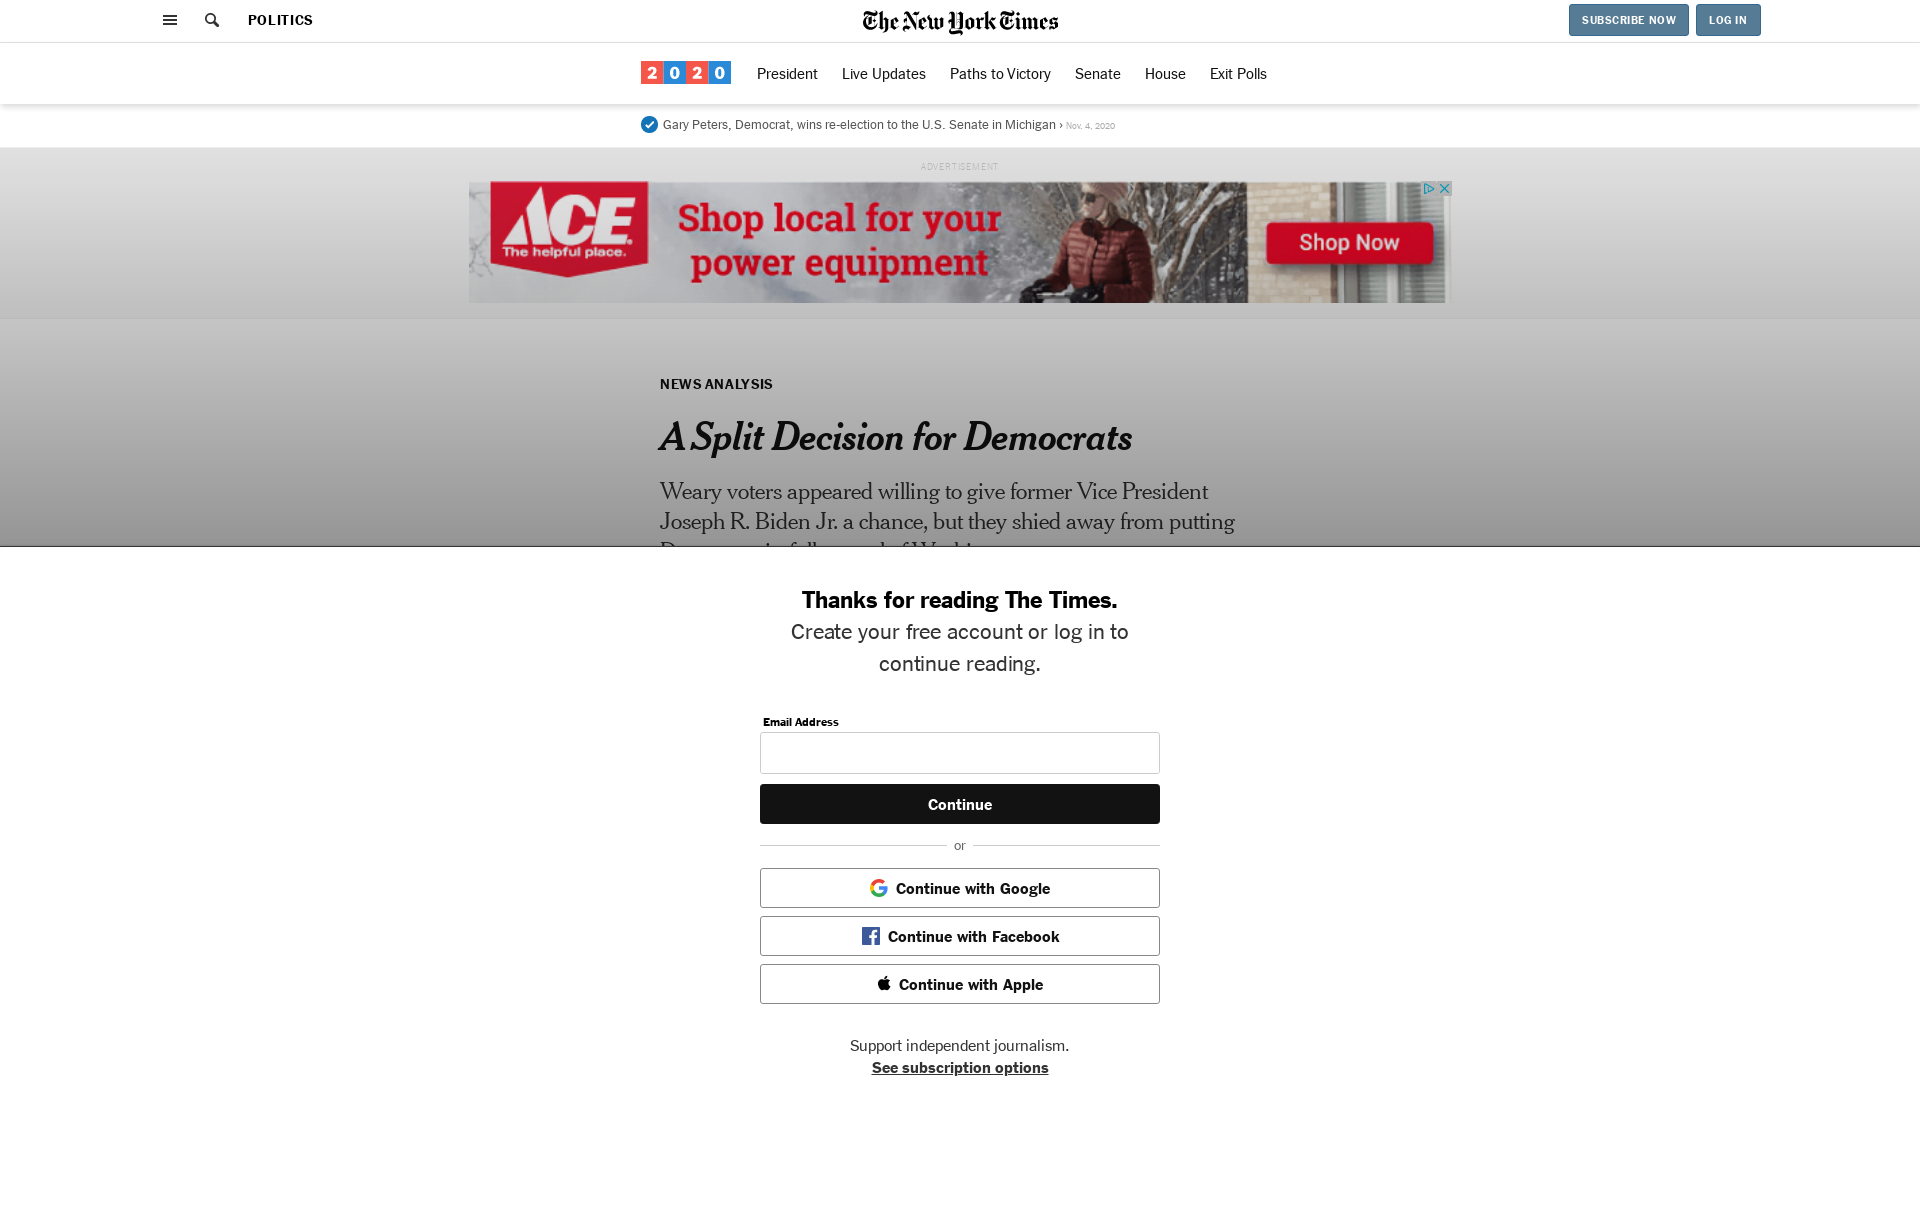 POLITICS
The New York Times
SUBSCRIBE NOW
LOG IN
2020
President
Live Updates
Paths to Victory
Senate
House
Exit Polls
Gary Peters, Democrat, wins re-election to the U.S. Senate in Michigan › Nov. 4, 2020
ADVERTISEMENT
ACE
The helpful place.
Shop local for your
power equipment
Shop Now
NEWS ANALYSIS
A Split Decision for Democrats
Weary voters appeared willing to give former Vice President
Joseph R. Biden Jr. a chance, but they shied away from putting
Thanks for reading The Times.
Create your free account or log in to
continue reading.
Email Address
Continue
or
Continue with Google
Continue with Facebook
Continue with Apple
Support independent journalism.
See subscription options